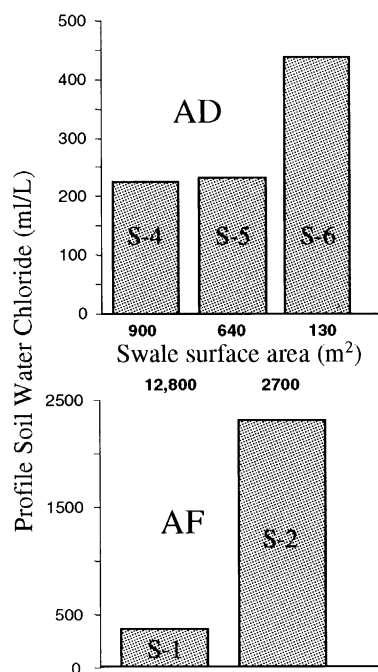 500
400
AD
300
200
S-4 S-5 S-6
100
0
900 640 130
Swale surface area (m²)
12,800 2700
Profile Soil Water Chloride (ml/L)
2500
1500
AF
S-2
500
S-1
0